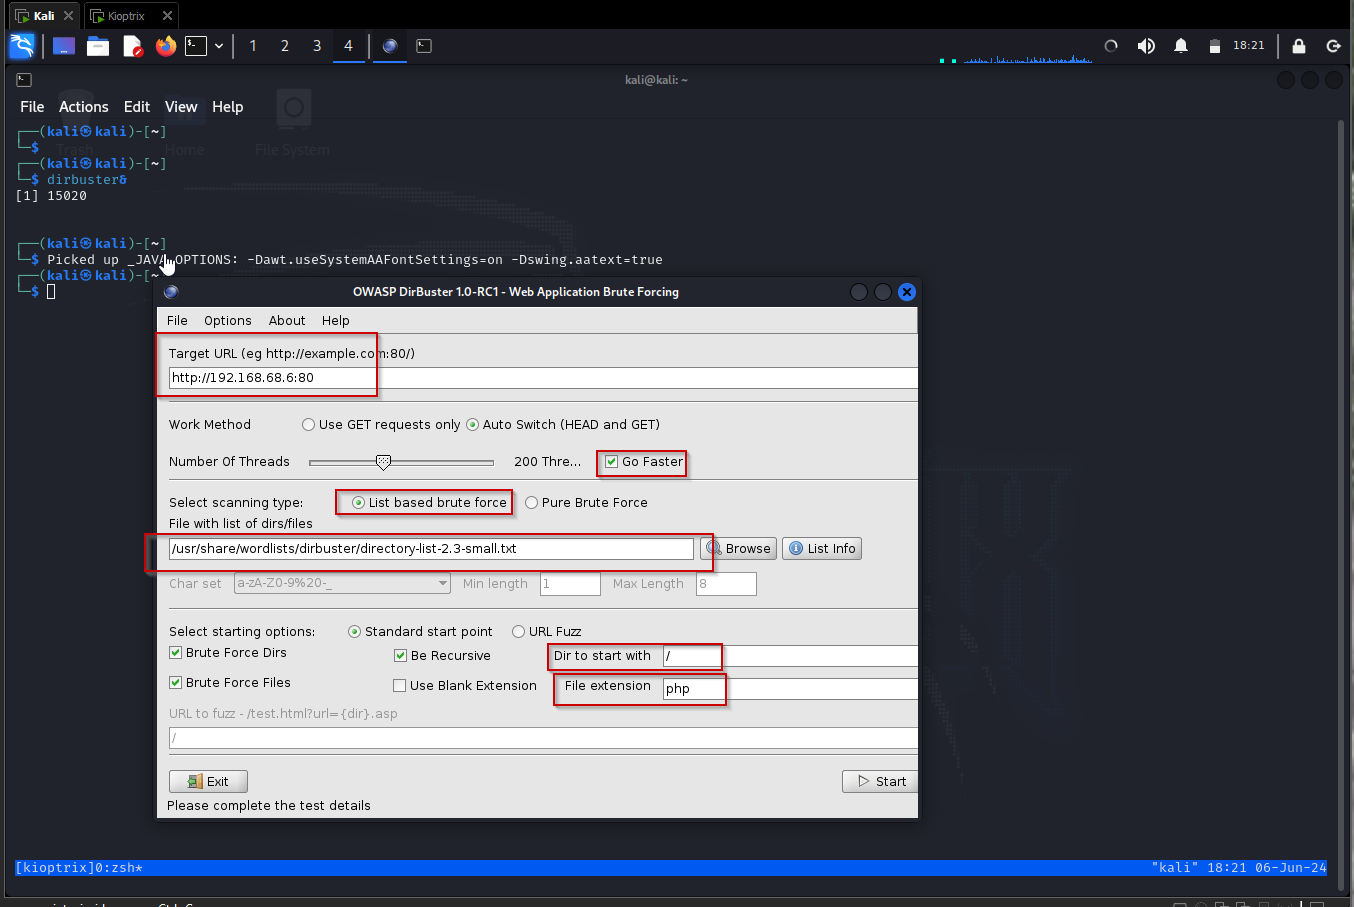 Kali
Kioptrix
1 2 3 4
18:21
kali@kali: ~
File Actions Edit View Help
Trash Home File System
┌──(kali㉿kali)-[~]
└─$
┌──(kali㉿kali)-[~]
└─$ dirbuster&
[1] 15020
┌──(kali㉿kali)-[~]
└─$ Picked up _JAVA_OPTIONS: -Dawt.useSystemAAFontSettings=on -Dswing.aatext=true
┌──(kali㉿kali)-[~
└─$
OWASP DirBuster 1.0-RC1 - Web Application Brute Forcing
File Options About Help
Target URL (eg http://example.com:80/)
http://192.168.68.6:80
Work Method Use GET requests only Auto Switch (HEAD and GET)
Number Of Threads 200 Thre... Go Faster
Select scanning type: List based brute force Pure Brute Force
File with list of dirs/files
/usr/share/wordlists/dirbuster/directory-list-2.3-small.txt Browse List Info
Char set a-zA-Z0-9%20-_ Min length 1 Max Length 8
Select starting options: Standard start point URL Fuzz
Brute Force Dirs Be Recursive Dir to start with /
Brute Force Files Use Blank Extension File extension php
URL to fuzz - /test.html?url={dir}.asp
/
Exit Start
Please complete the test details
[kioptrix]0:zsh* "kali" 18:21 06-Jun-24